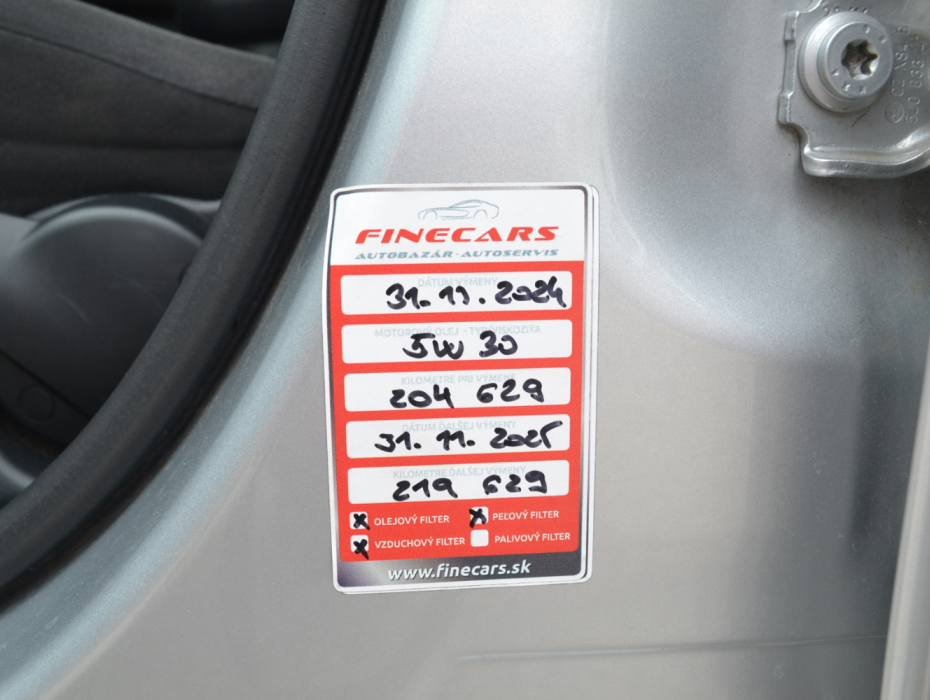 FINECARS
AUTOBAZÁR - AUTOSERVIS
DÁTUM VÝMENY
31.11.2024
MOTOROVÝ OLEJ - TYP/VISKOZITA
5W 30
KILOMETRE PRI VÝMENE
204 629
DÁTUM ĎALŠEJ VÝMENY
31. 11. 2025
KILOMETRE ĎALŠEJ VÝMENY
219 629
X OLEJOVÝ FILTER X PEĽOVÝ FILTER
X VZDUCHOVÝ FILTER PALIVOVÝ FILTER
www.finecars.sk